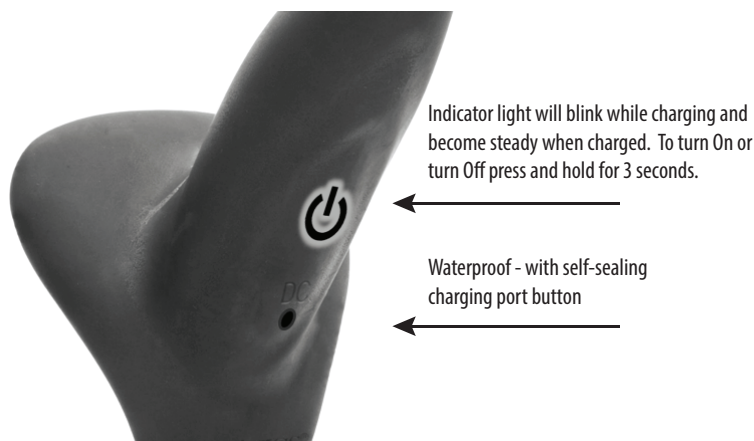 Indicator light will blink while charging and
become steady when charged. To turn On or
turn Off press and hold for 3 seconds.
Waterproof - with self-sealing
charging port button
DC